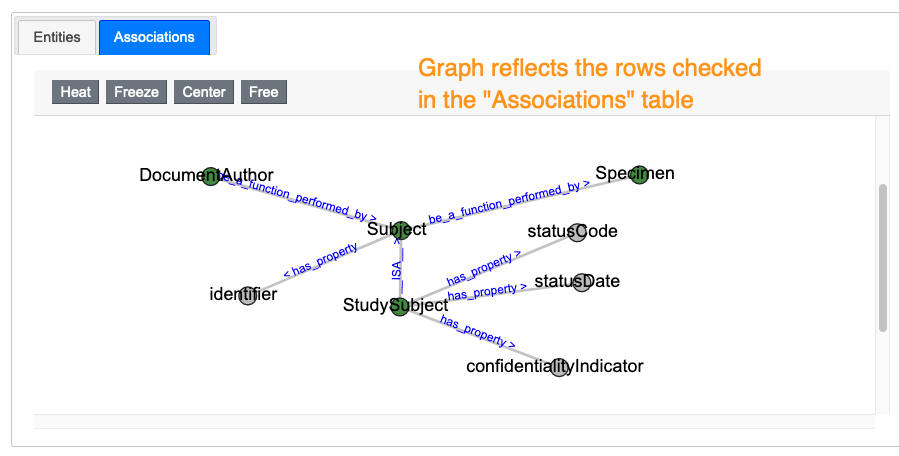 Entities Associations
Graph reflects the rows checked
in the "Associations" table
Heat Freeze Center Free
DocumentAuthor
be_a_function_performed_by >
Specimen
be_a_function_performed_by >
Subject
statusCode
< has_property
_ISA_ >
has_property >
identifier
StudySubject
has_property >
statusDate
has_property >
confidentialityIndicator